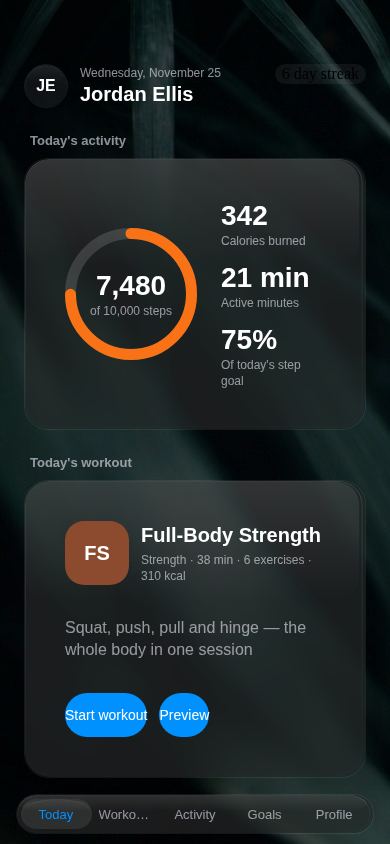 JE
Wednesday, November 25
Jordan Ellis
6 day streak
Today's activity
7,480
of 10,000 steps
342
Calories burned
21 min
Active minutes
75%
Of today's step
goal
Today's workout
FS
Full-Body Strength
Strength · 38 min · 6 exercises ·
310 kcal
Squat, push, pull and hinge — the
whole body in one session
Start workout
Preview
Today
Worko…
Activity
Goals
Profile